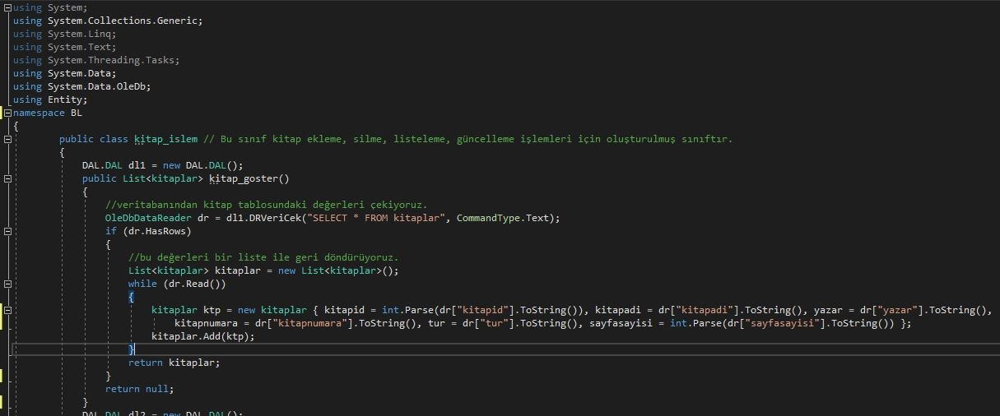 using System;
using System.Collections.Generic;
using System.Linq;
using System.Text;
using System.Threading.Tasks;
using System.Data;
using System.Data.OleDb;
using Entity;
namespace BL
{
public class kitap_islem // Bu sınıf kitap ekleme, silme, listeleme, güncelleme işlemleri için oluşturulmuş sınıftır.
{
DAL.DAL dl1 = new DAL.DAL();
public List<kitaplar> kitap_goster()
{
//veritabanından kitap tablosundaki değerleri çekiyoruz.
OleDbDataReader dr = dl1.DRVeriCek("SELECT * FROM kitaplar", CommandType.Text);
if (dr.HasRows)
{
//bu değerleri bir liste ile geri döndürüyoruz.
List<kitaplar> kitaplar = new List<kitaplar>();
while (dr.Read())
{
kitaplar ktp = new kitaplar { kitapid = int.Parse(dr["kitapid"].ToString()), kitapadi = dr["kitapadi"].ToString(), yazar = dr["yazar"].ToString(),
kitapnumara = dr["kitapnumara"].ToString(), tur = dr["tur"].ToString(), sayfasayisi = int.Parse(dr["sayfasayisi"].ToString()) };
kitaplar.Add(ktp);
}
return kitaplar;
}
return null;
}
DAL.DAL dl2 = new DAL.DAL();